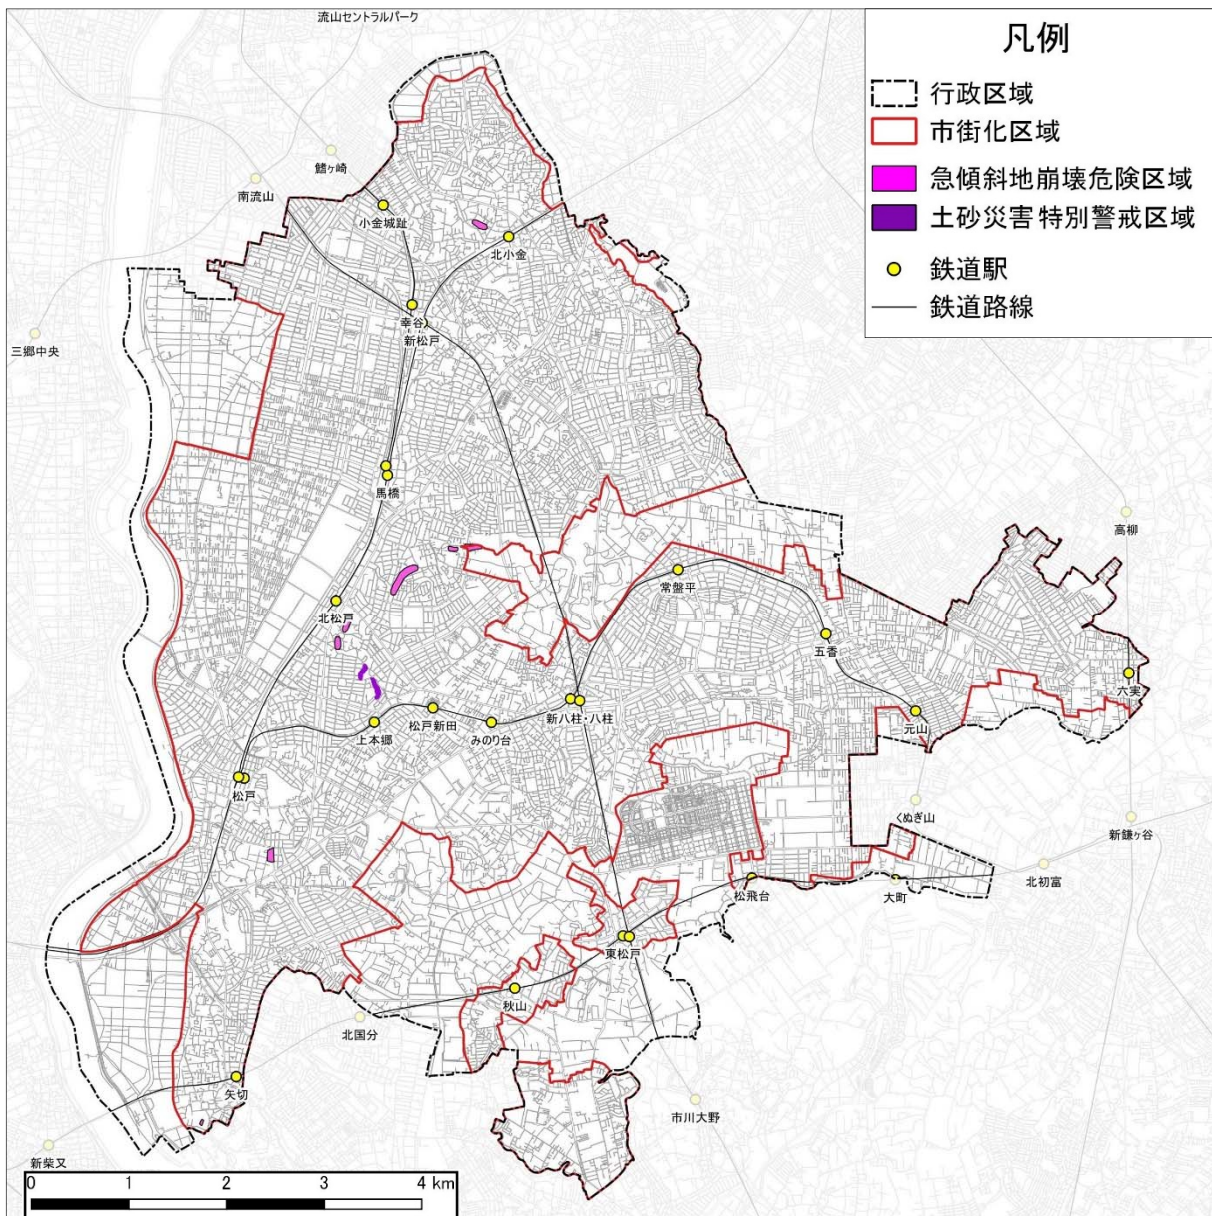 流山セントラルパーク
凡例
行政区域
市街化区域
急傾斜地崩壊危険区域
土砂災害特別警戒区域
鉄道駅
鉄道路線
鰭ヶ崎
南流山
小金城趾
北小金
幸谷
新松戸
三郷中央
馬橋
高柳
常盤平
北松戸
五香
六実
新八柱・八柱
松戸新田
元山
上本郷
みのり台
松戸
くぬぎ山
新鎌ヶ谷
北初富
松飛台
大町
東松戸
秋山
北国分
矢切
市川大野
新柴又
0 1 2 3 4 km